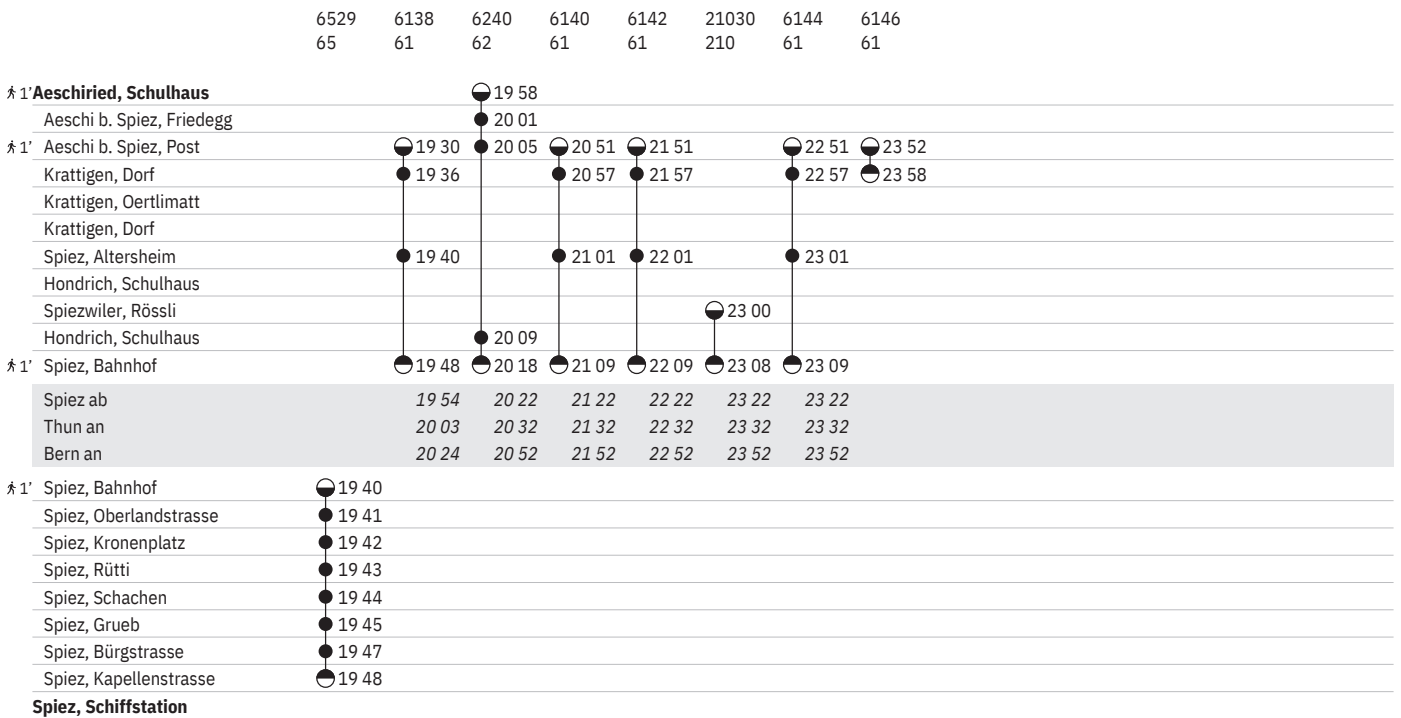 6529 6138 6240 6140 6142 21030 6144 6146
65 61 62 61 61 210 61 61
1’ Aeschiried, Schulhaus 19 58
Aeschi b. Spiez, Friedegg 20 01
1’ Aeschi b. Spiez, Post 19 30 20 05 20 51 21 51 22 51 23 52
Krattigen, Dorf 19 36 20 57 21 57 22 57 23 58
Krattigen, Oertlimatt
Krattigen, Dorf
Spiez, Altersheim 19 40 21 01 22 01 23 01
Hondrich, Schulhaus
Spiezwiler, Rössli 23 00
Hondrich, Schulhaus 20 09
1’ Spiez, Bahnhof 19 48 20 18 21 09 22 09 23 08 23 09
Spiez ab 19 54 20 22 21 22 22 22 23 22 23 22
Thun an 20 03 20 32 21 32 22 32 23 32 23 32
Bern an 20 24 20 52 21 52 22 52 23 52 23 52
1’ Spiez, Bahnhof 19 40
Spiez, Oberlandstrasse 19 41
Spiez, Kronenplatz 19 42
Spiez, Rütti 19 43
Spiez, Schachen 19 44
Spiez, Grueb 19 45
Spiez, Bürgstrasse 19 47
Spiez, Kapellenstrasse 19 48
Spiez, Schiffstation